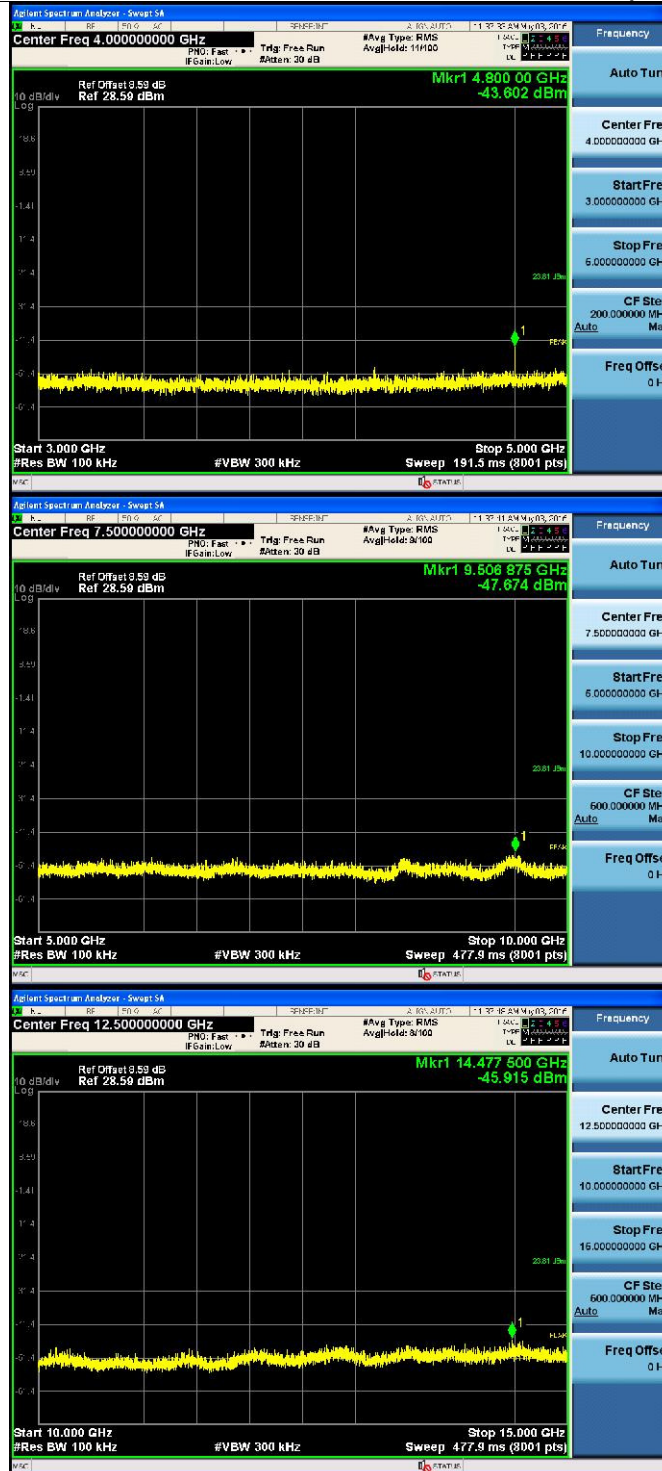 Agilent Spectrum Analyzer - Swept SA
RF AC
Center Freq 4.000000000 GHz
PNO: Fast
IFGain:Low
Trig: Free Run
#Atten: 30 dB
#Avg Type: RMS
Avg|Hold: 11/100
Ref Offset 8.59 dB
Ref 28.59 dBm
10 dB/div
Log
Mkr1 4.800 00 GHz
-43.602 dBm
1
Start 3.000 GHz
Stop 5.000 GHz
#Res BW 100 kHz
#VBW 300 kHz
Sweep 191.5 ms (8001 pts)
MSG
STATUS
Frequency
Auto Tun
Center Fre
4.000000000 GH
Start Fre
3.000000000 GH
Stop Fre
5.000000000 GH
CF Ste
200.000000 MH
Auto Ma
Freq Offse
0 H
Agilent Spectrum Analyzer - Swept SA
Center Freq 7.500000000 GHz
PNO: Fast
IFGain:Low
Trig: Free Run
#Atten: 30 dB
#Avg Type: RMS
Avg|Hold: 9/100
Ref Offset 8.59 dB
Ref 28.59 dBm
10 dB/div
Log
Mkr1 9.506 875 GHz
-47.674 dBm
1
Start 5.000 GHz
Stop 10.000 GHz
#Res BW 100 kHz
#VBW 300 kHz
Sweep 477.9 ms (8001 pts)
MSG
STATUS
Frequency
Auto Tun
Center Fre
7.500000000 GH
Start Fre
5.000000000 GH
Stop Fre
10.000000000 GH
CF Ste
500.000000 MH
Auto Ma
Freq Offse
0 H
Agilent Spectrum Analyzer - Swept SA
Center Freq 12.500000000 GHz
PNO: Fast
IFGain:Low
Trig: Free Run
#Atten: 30 dB
#Avg Type: RMS
Avg|Hold: 8/100
Ref Offset 8.59 dB
Ref 28.59 dBm
10 dB/div
Log
Mkr1 14.477 500 GHz
-45.915 dBm
1
Start 10.000 GHz
Stop 15.000 GHz
#Res BW 100 kHz
#VBW 300 kHz
Sweep 477.9 ms (8001 pts)
MSG
STATUS
Frequency
Auto Tun
Center Fre
12.500000000 GH
Start Fre
10.000000000 GH
Stop Fre
15.000000000 GH
CF Ste
500.000000 MH
Auto Ma
Freq Offse
0 H